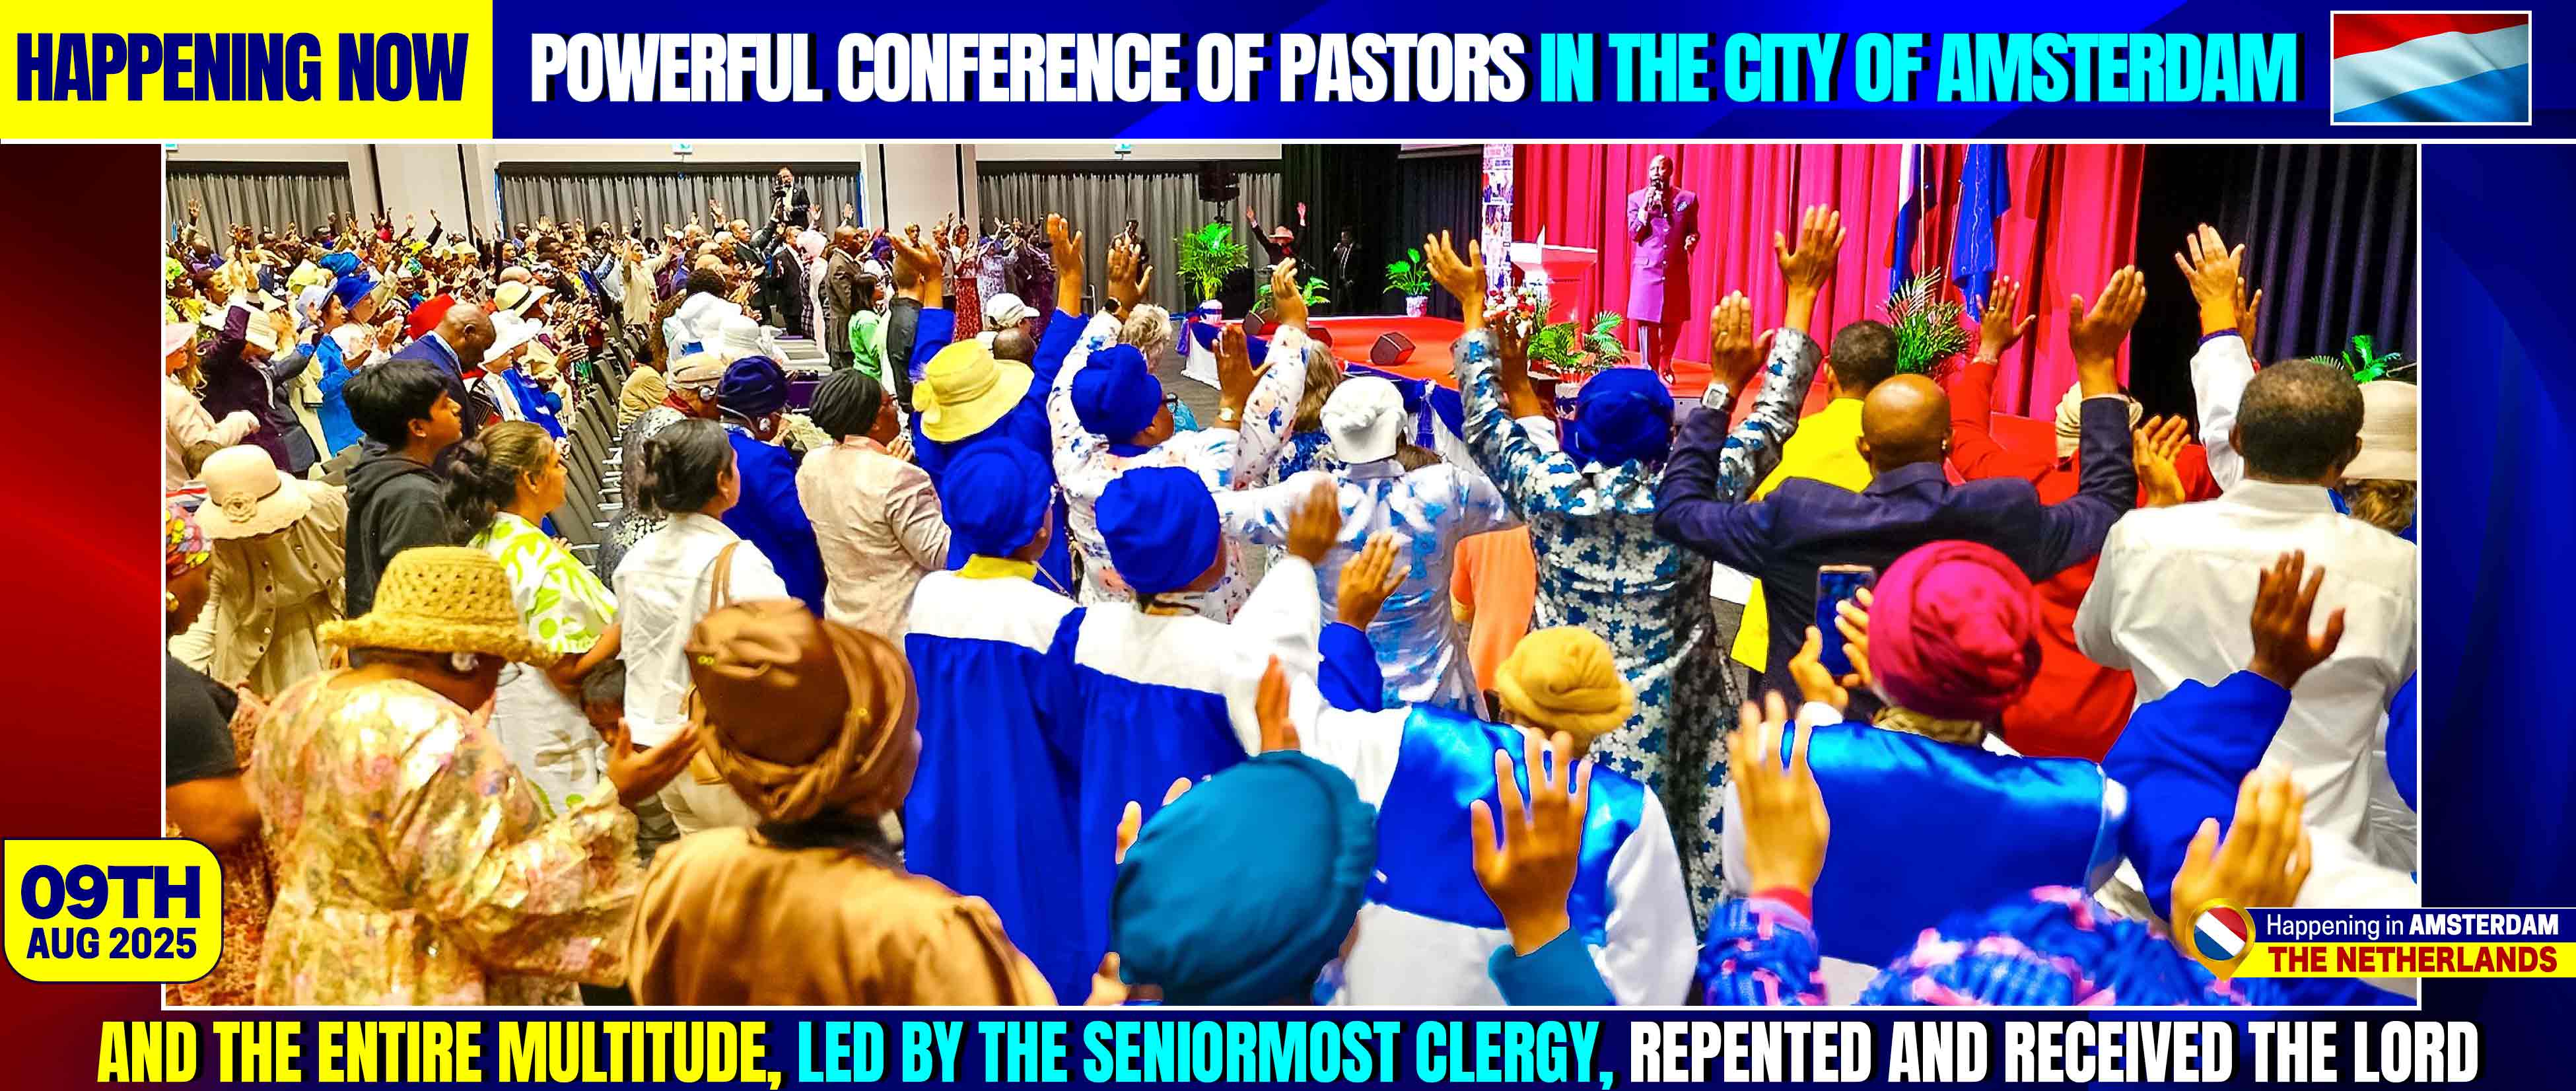 HAPPENING NOW
POWERFUL CONFERENCE OF PASTORS IN THE CITY OF AMSTERDAM
09TH
AUG 2025
Happening in AMSTERDAM
THE NETHERLANDS
AND THE ENTIRE MULTITUDE, LED BY THE SENIORMOST CLERGY, REPENTED AND RECEIVED THE LORD